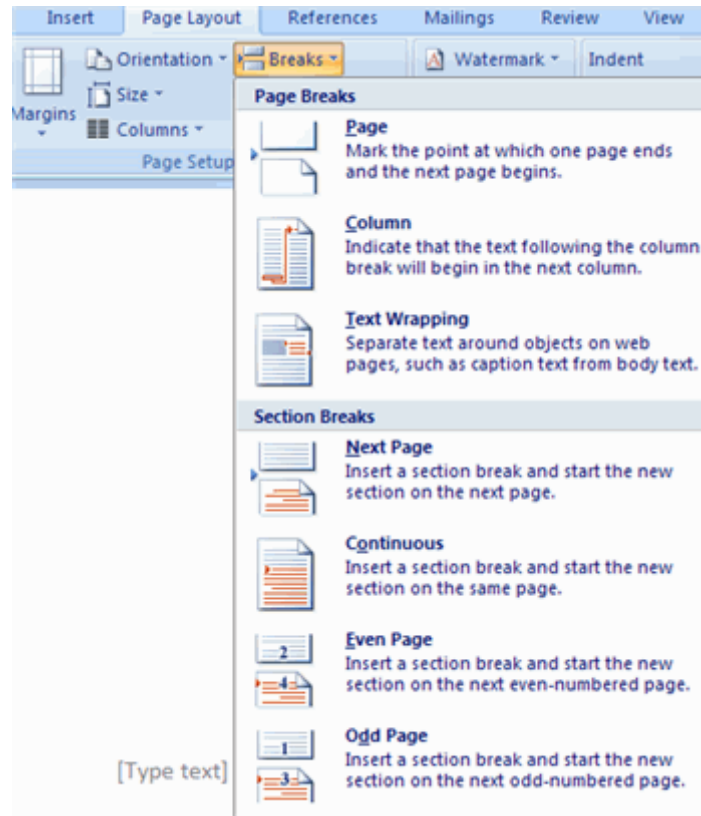 Insert Page Layout References Mailings Review View
Orientation Breaks Watermark Indent
Size
Margins
Columns
Page Setup
Page Breaks
Page
Mark the point at which one page ends
and the next page begins.
Column
Indicate that the text following the column
break will begin in the next column.
Text Wrapping
Separate text around objects on web
pages, such as caption text from body text.
Section Breaks
Next Page
Insert a section break and start the new
section on the next page.
Continuous
Insert a section break and start the new
section on the same page.
2
Even Page
Insert a section break and start the new
4
section on the next even-numbered page.
1
Odd Page
Insert a section break and start the new
3
section on the next odd-numbered page.
[Type text]